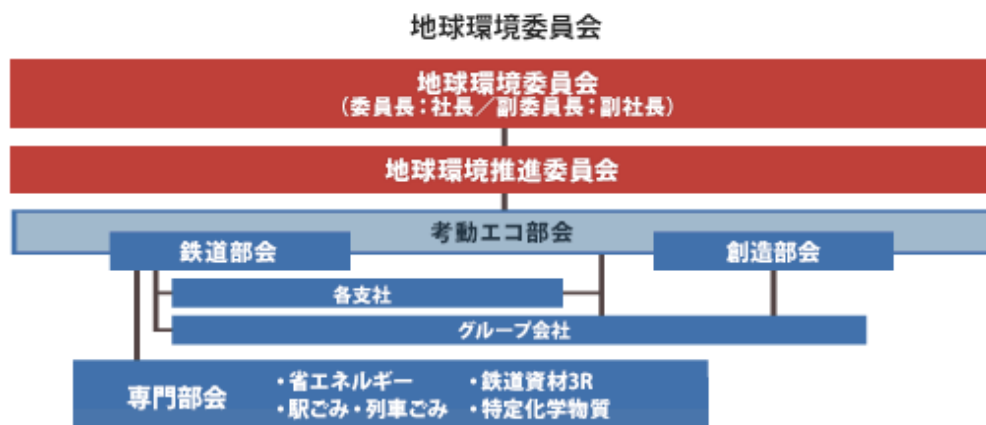 地球環境委員会
地球環境委員会
(委員長:社長/副委員長:副社長)
地球環境推進委員会
考動エコ部会
鉄道部会
創造部会
各支社
グループ会社
専門部会
・省エネルギー ・鉄道資材3R
・駅ごみ・列車ごみ ・特定化学物質